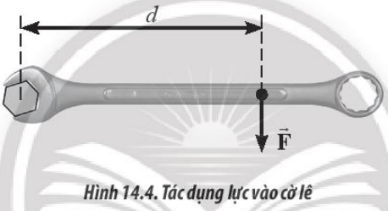 d
F⃗
Hình 14.4. Tác dụng lực vào cờ lê